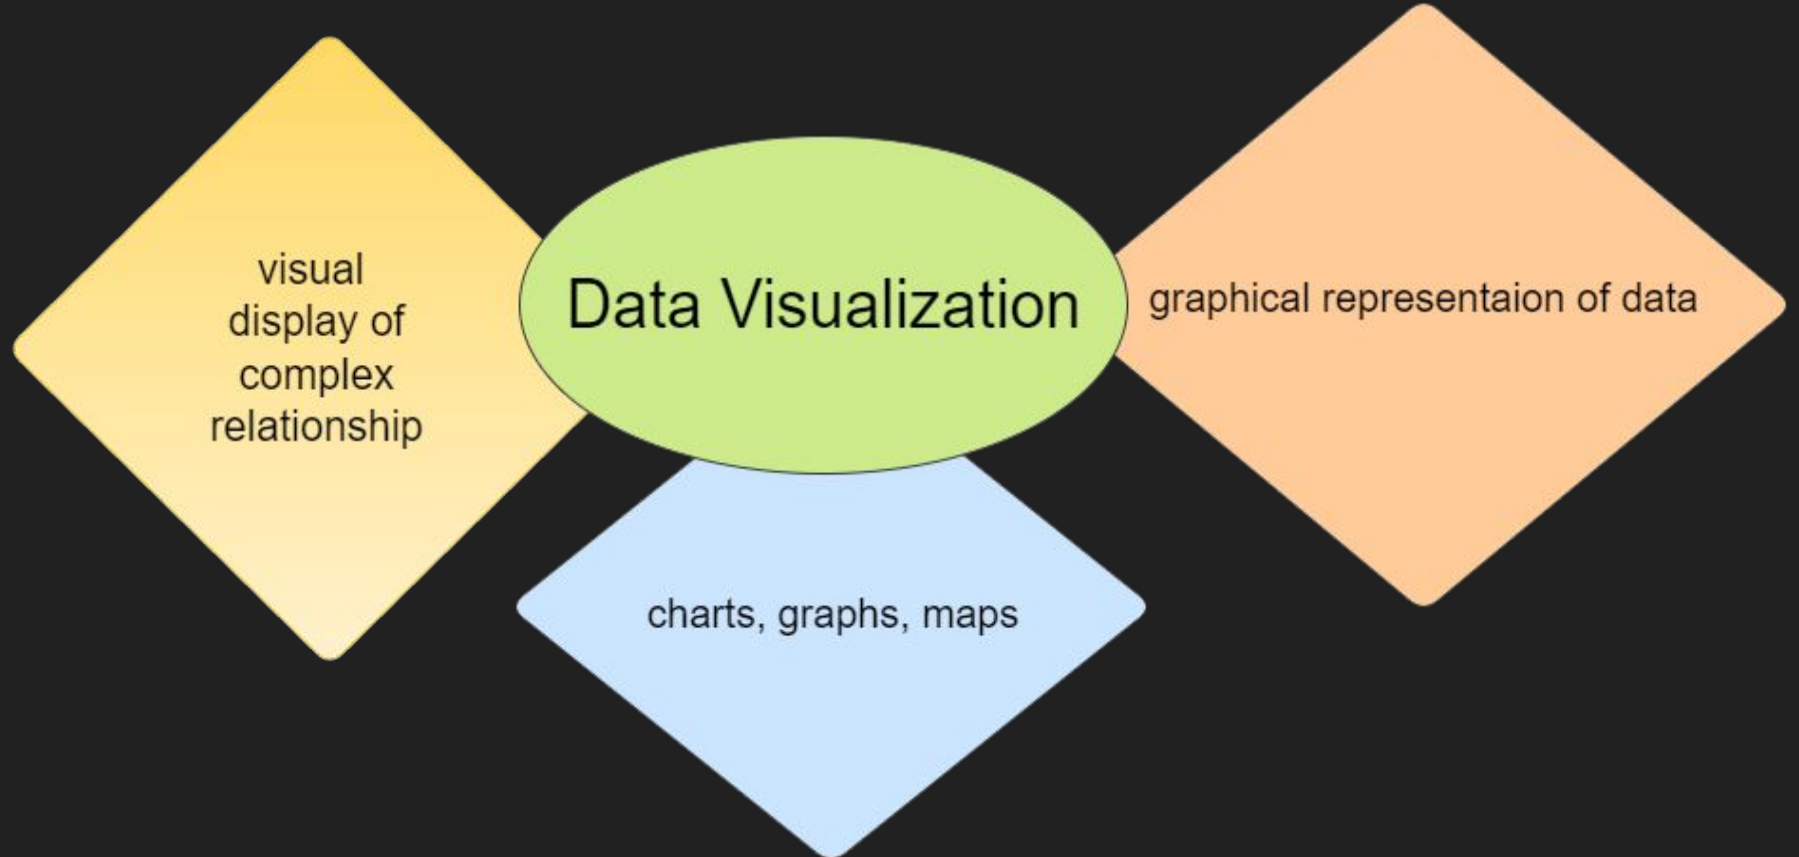 visual
display of
complex
relationship
Data Visualization
graphical representaion of data
charts, graphs, maps